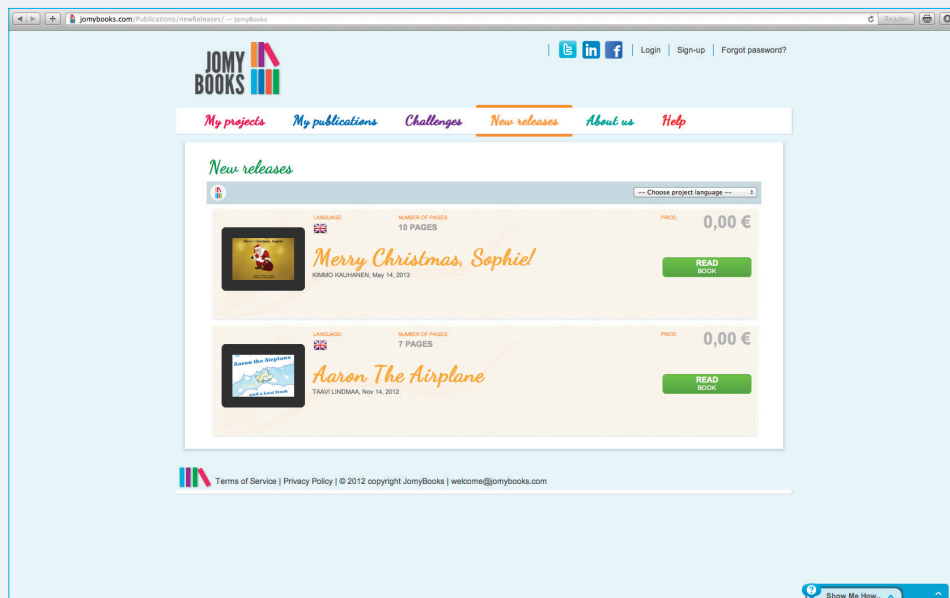 jomybooks.com/Publications/newReleases/ — JomyBooks
Reader
JOMY
BOOKS
Login | Sign-up | Forgot password?
My projects My publications Challenges New releases About us Help
New releases
-- Choose project language --
LANGUAGE: NUMBER OF PAGES: PRICE: 0,00 €
10 PAGES
Merry Christmas, Sophie!
Merry Christmas, Sophie!
KIMMO KAUHANEN, May 14, 2013
READ
BOOK
LANGUAGE: NUMBER OF PAGES: PRICE: 0,00 €
7 PAGES
Aaron the Airplane
and a Lost Stork
Aaron The Airplane
TAAVI LINDMAA, Nov 14, 2012
READ
BOOK
Terms of Service | Privacy Policy | © 2012 copyright JomyBooks | welcome@jomybooks.com
Show Me How..